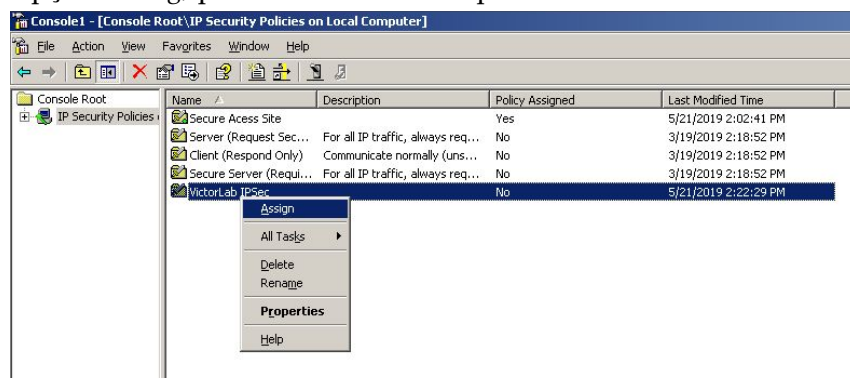 Console1 - [Console Root\IP Security Policies on Local Computer]
File Action View Favorites Window Help
Console Root
IP Security Policies
Name Description Policy Assigned Last Modified Time
Secure Acess Site Yes 5/21/2019 2:02:41 PM
Server (Request Sec... For all IP traffic, always req... No 3/19/2019 2:18:52 PM
Client (Respond Only) Communicate normally (uns... No 3/19/2019 2:18:52 PM
Secure Server (Requi... For all IP traffic, always req... No 3/19/2019 2:18:52 PM
VictorLab IPSec No 5/21/2019 2:22:29 PM
Assign
All Tasks
Delete
Rename
Properties
Help